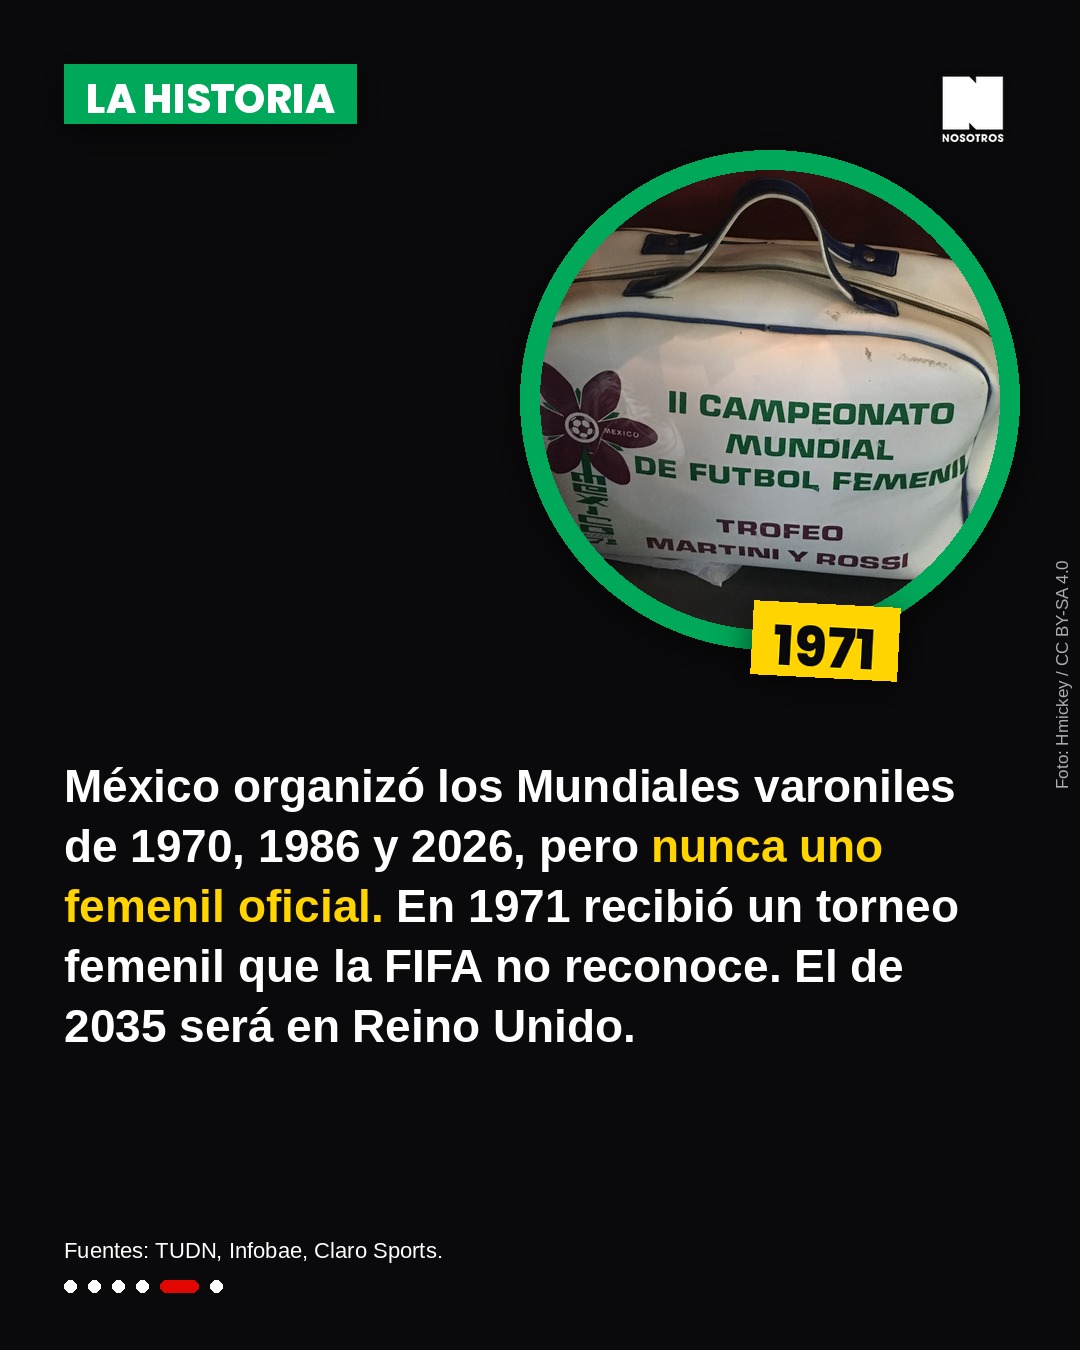 LA HISTORIA
N
NOSOTROS
MEXICO
II CAMPEONATO
MUNDIAL
DE FUTBOL FEMENIL
TROFEO
MARTINI Y ROSSI
1971
Foto: Hmickey / CC BY-SA 4.0
México organizó los Mundiales varoniles
de 1970, 1986 y 2026, pero nunca uno
femenil oficial. En 1971 recibió un torneo
femenil que la FIFA no reconoce. El de
2035 será en Reino Unido.
Fuentes: TUDN, Infobae, Claro Sports.